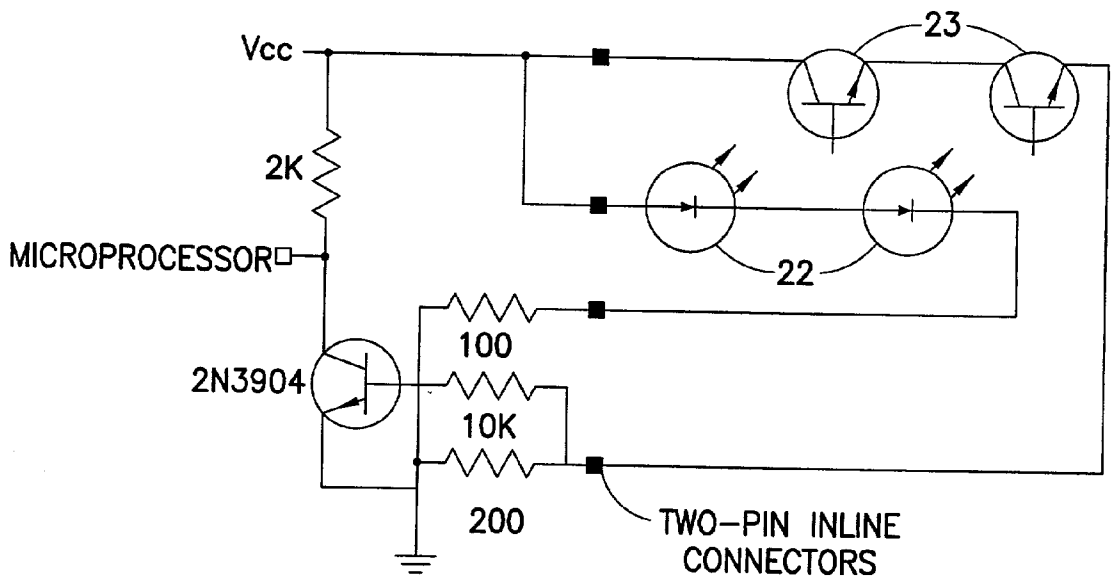 23
Vcc
2K
MICROPROCESSOR
22
100
2N3904
10K
200
TWO-PIN INLINE
CONNECTORS